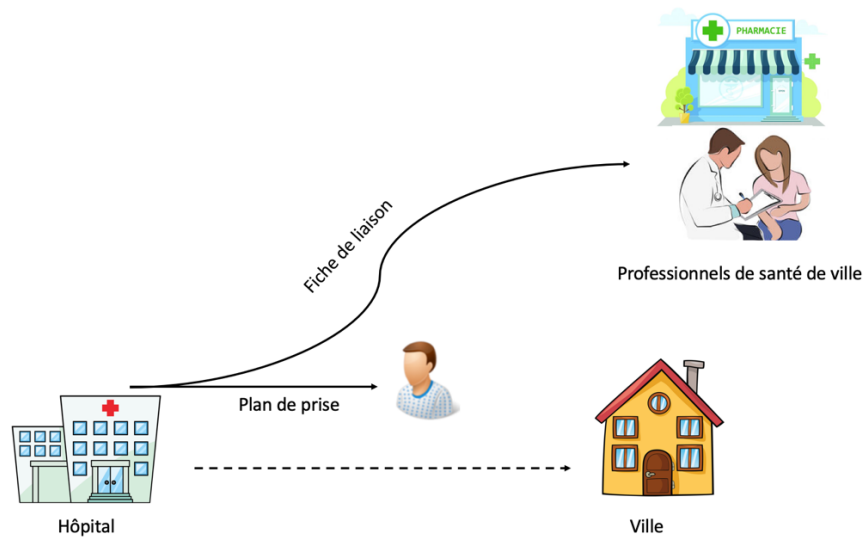 PHARMACIE
Professionnels de santé de ville
Fiche de liaison
Plan de prise
Hôpital
Ville